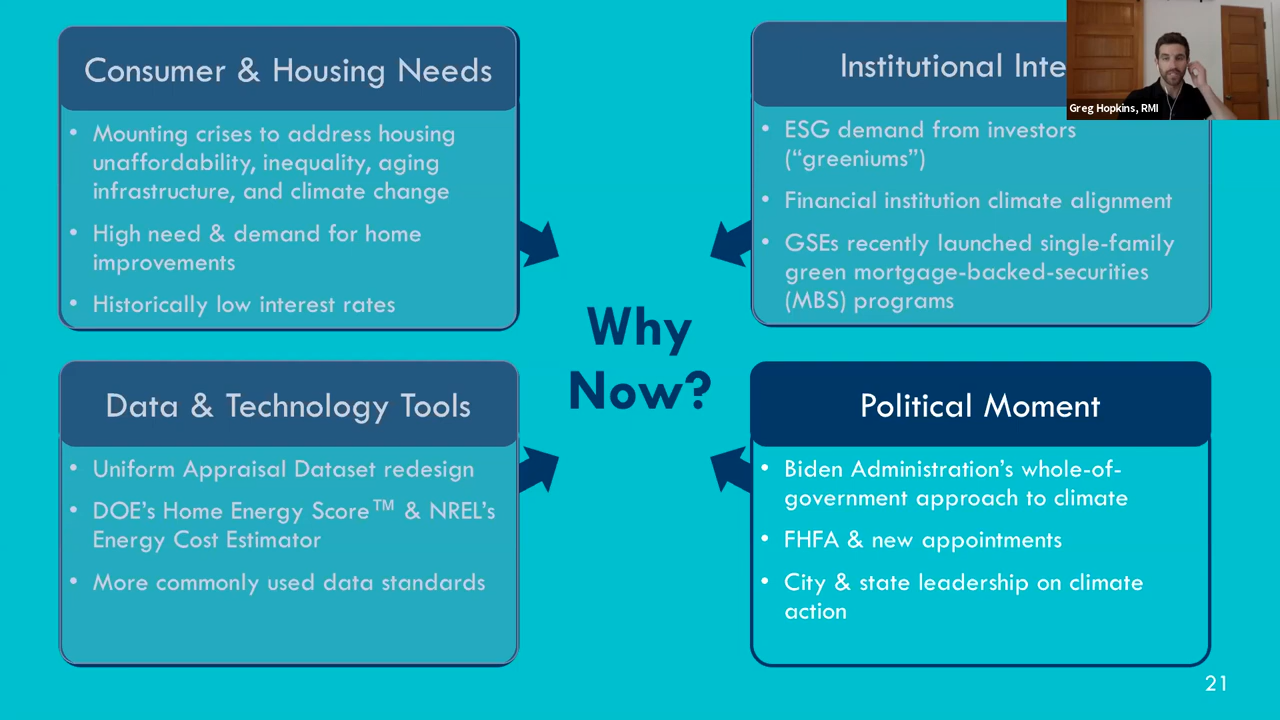 Consumer & Housing Needs
• Mounting crises to address housing
unaffordability, inequality, aging
infrastructure, and climate change
• High need & demand for home
improvements
• Historically low interest rates
Institutional Inte
Greg Hopkins, RMI
• ESG demand from investors
(“greeniums”)
• Financial institution climate alignment
• GSEs recently launched single-family
green mortgage-backed-securities
(MBS) programs
Why
Now?
Data & Technology Tools
• Uniform Appraisal Dataset redesign
• DOE’s Home Energy Score™ & NREL’s
Energy Cost Estimator
• More commonly used data standards
Political Moment
• Biden Administration’s whole-of-
government approach to climate
• FHFA & new appointments
• City & state leadership on climate
action
21